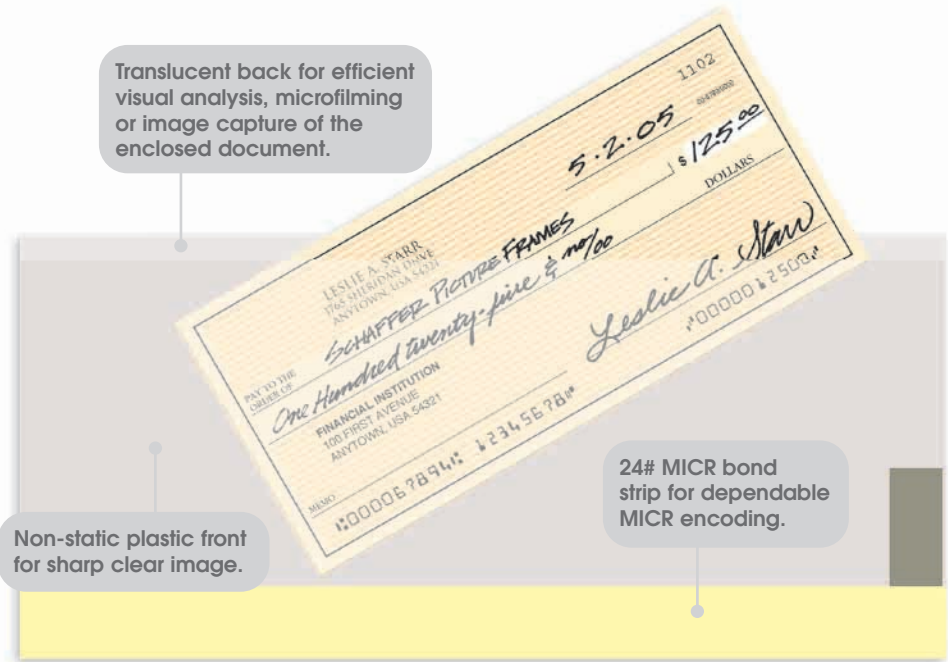 Translucent back for efficient
visual analysis, microfilming
or image capture of the
enclosed document.
1102
5.2.05
LESLIE A. STARR
1765 SHERIDAN DRIVE
ANYTOWN, USA 54321
PAY TO THE
ORDER OF
SCHAFFER PICTURE FRAMES
$ 125.00
One Hundred twenty-five & no/00
DOLLARS
FINANCIAL INSTITUTION
100 FIRST AVENUE
ANYTOWN, USA 54321
MEMO
Leslie A. Starr
⑆000067894⑆ 12345678⑈
⑈0000012500⑈
Non-static plastic front
for sharp clear image.
24# MICR bond
strip for dependable
MICR encoding.